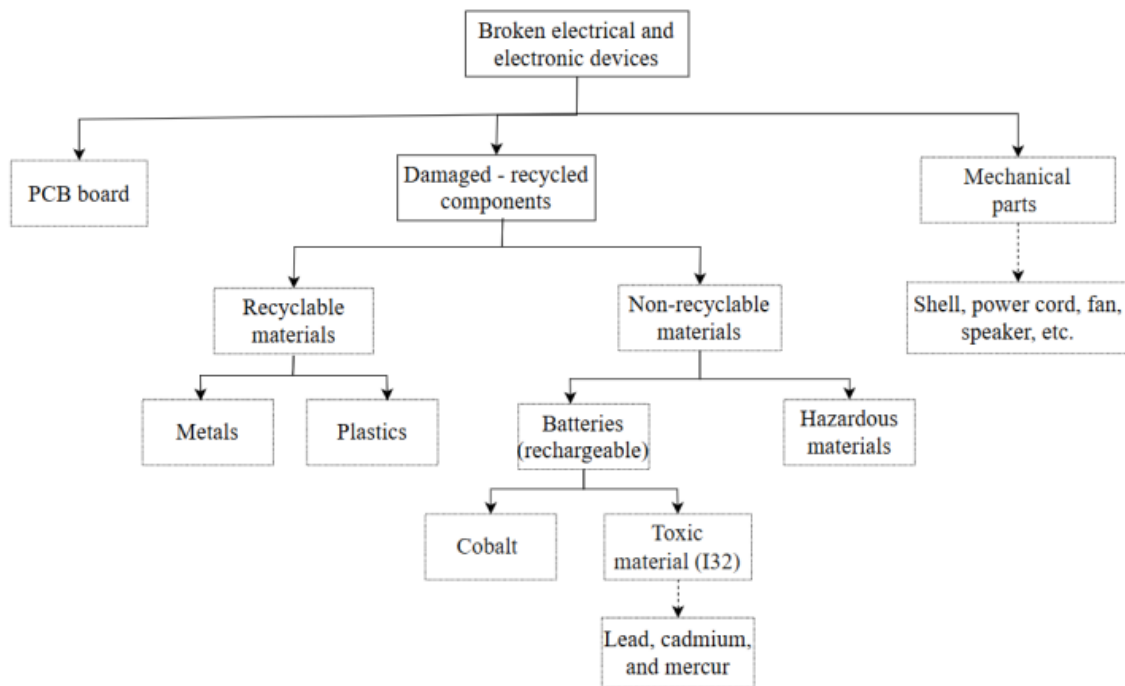 Broken electrical and
electronic devices
PCB board
Damaged - recycled
components
Mechanical
parts
Recyclable
materials
Non-recyclable
materials
Shell, power cord, fan,
speaker, etc.
Metals
Plastics
Batteries
(rechargeable)
Hazardous
materials
Cobalt
Toxic
material (I32)
Lead, cadmium,
and mercur